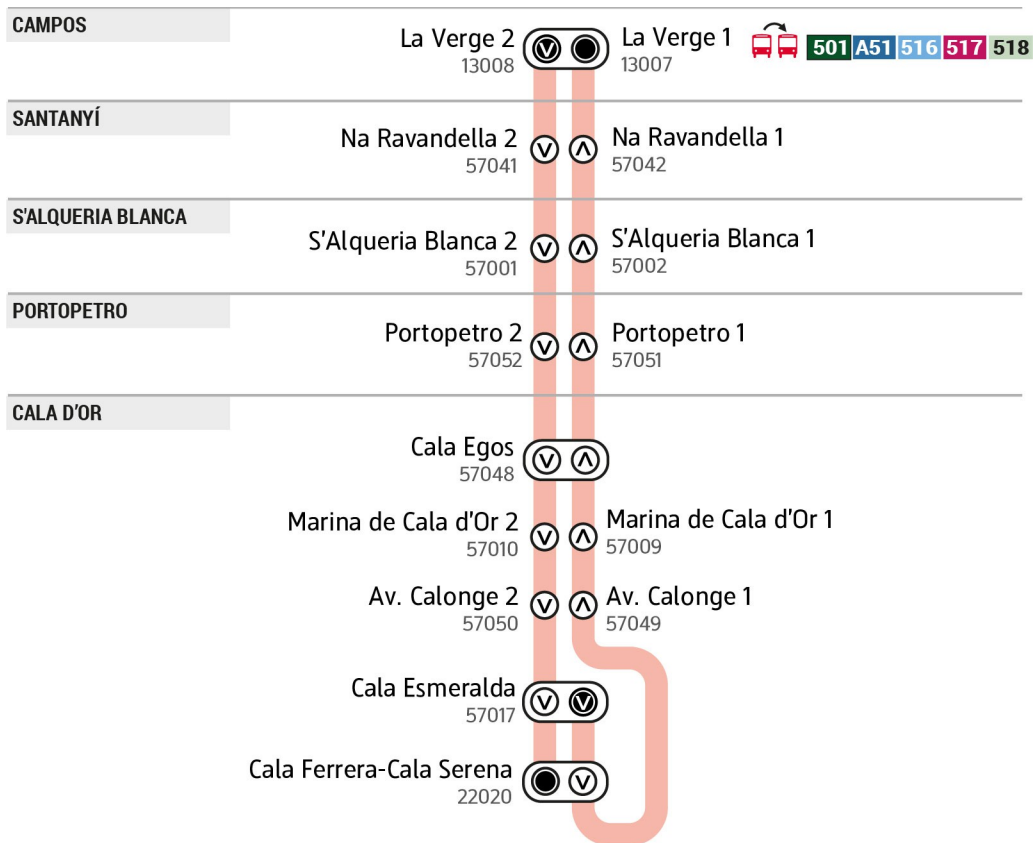 CAMPOS
La Verge 2
13008
La Verge 1
13007
501 A51 516 517 518
SANTANYÍ
Na Ravandella 2
57041
Na Ravandella 1
57042
S'ALQUERIA BLANCA
S'Alqueria Blanca 2
57001
S'Alqueria Blanca 1
57002
PORTOPETRO
Portopetro 2
57052
Portopetro 1
57051
CALA D'OR
Cala Egos
57048
Marina de Cala d'Or 2
57010
Marina de Cala d'Or 1
57009
Av. Calonge 2
57050
Av. Calonge 1
57049
Cala Esmeralda
57017
Cala Ferrera-Cala Serena
22020